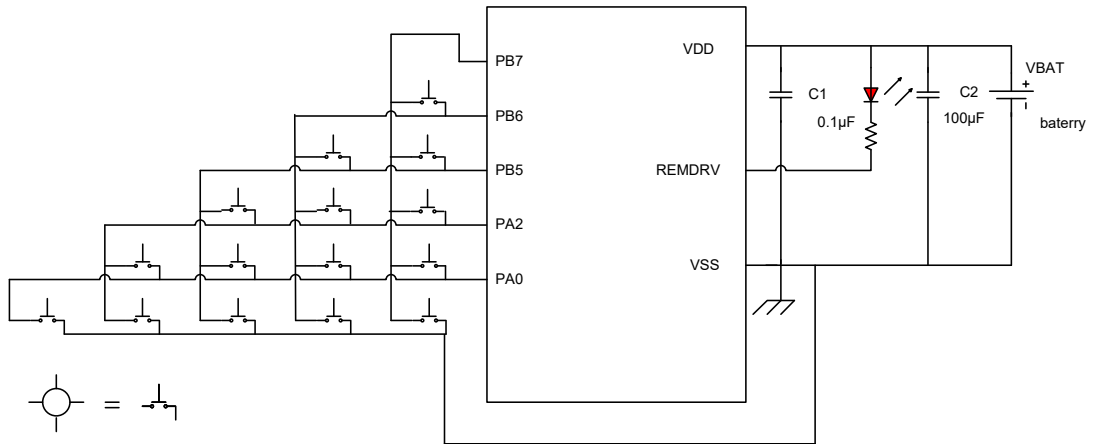 PB7
PB6
PB5
PA2
PA0
VDD
REMDRV
VSS
C1
0.1µF
C2
100µF
VBAT
+
baterry
=